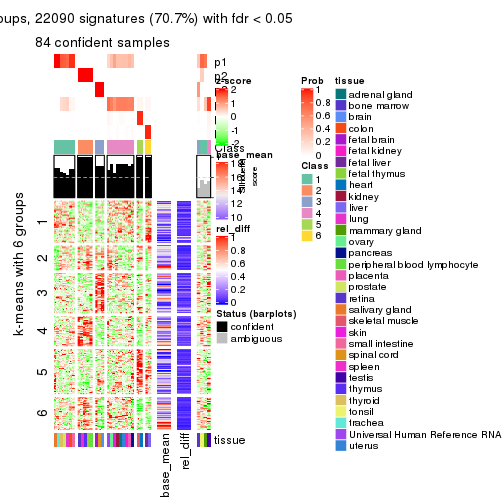 oups, 22090 signatures (70.7%) with fdr < 0.05
84 confident samples
p1
p2
Class
z-score
2
1
0
-1
-2
base_mean
18
16
14
12
10
score
rel_diff
1
0.8
0.6
0.4
0.2
0
Status (barplots)
confident
ambiguous
Prob
1
0.8
0.6
0.4
0.2
0
Class
1
2
3
4
5
6
tissue
adrenal gland
bone marrow
brain
colon
fetal brain
fetal kidney
fetal liver
fetal thymus
heart
kidney
liver
lung
mammary gland
ovary
pancreas
peripheral blood lymphocyte
placenta
prostate
retina
salivary gland
skeletal muscle
skin
small intestine
spinal cord
spleen
testis
thymus
thyroid
tonsil
trachea
Universal Human Reference RNA
uterus
k-means with 6 groups
1
2
3
4
5
6
tissue
base_mean
rel_diff